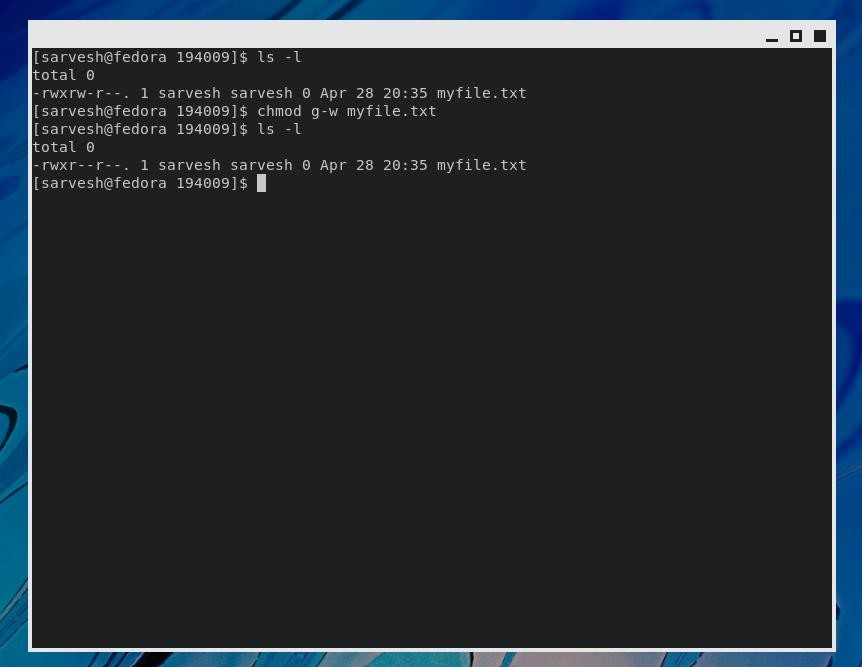 [sarvesh@fedora 194009]$ ls -l
total 0
-rwxrw-r--. 1 sarvesh sarvesh 0 Apr 28 20:35 myfile.txt
[sarvesh@fedora 194009]$ chmod g-w myfile.txt
[sarvesh@fedora 194009]$ ls -l
total 0
-rwxr--r--. 1 sarvesh sarvesh 0 Apr 28 20:35 myfile.txt
[sarvesh@fedora 194009]$